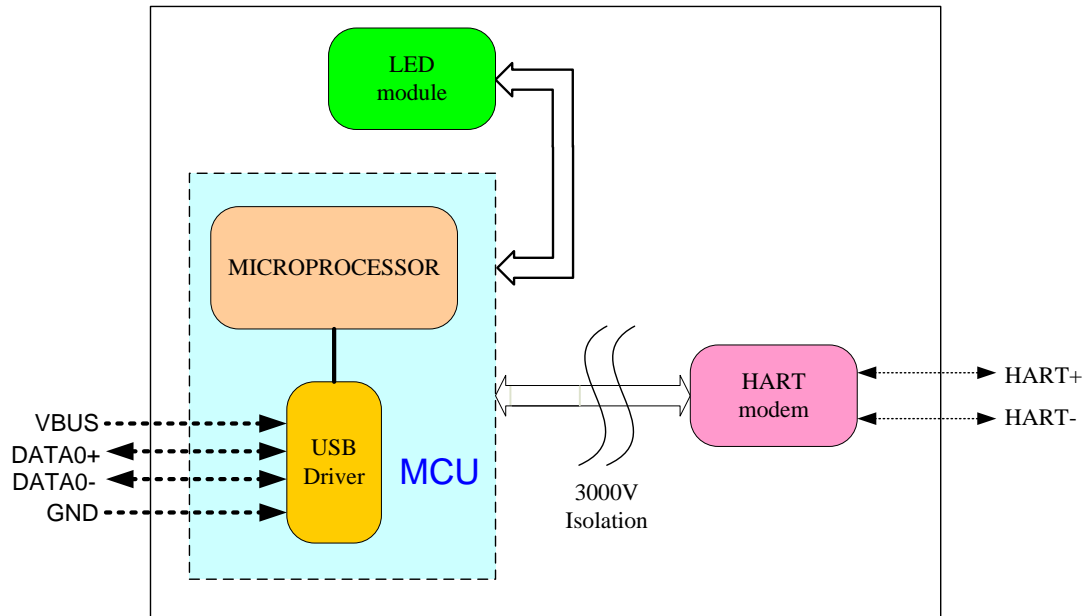 LED
module
MICROPROCESSOR
VBUS
DATA0+
DATA0-
GND
USB
Driver
MCU
3000V
Isolation
HART
modem
HART+
HART-